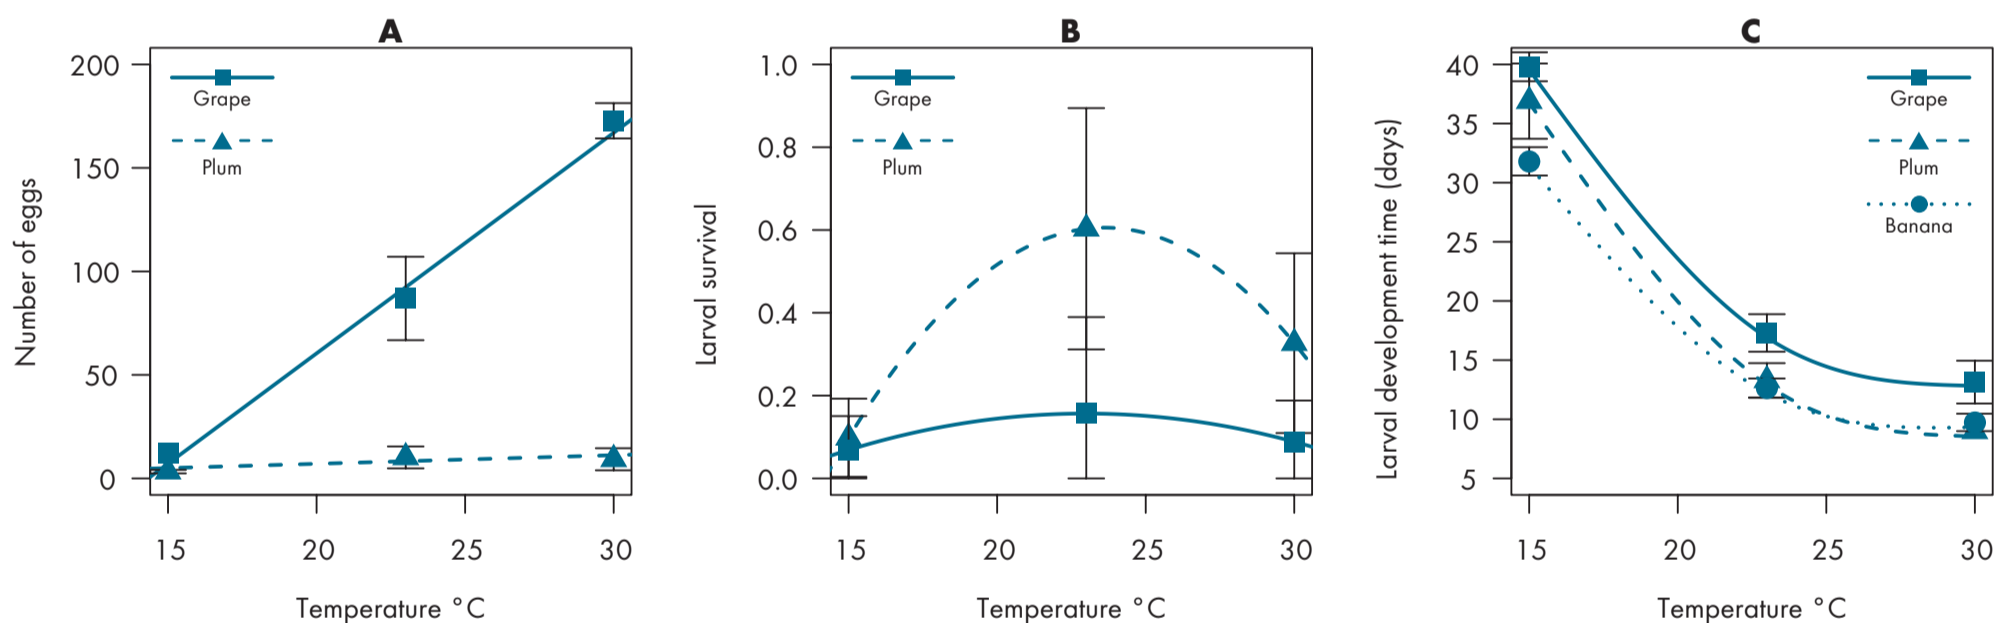 A
Number of eggs
200
150
100
50
0
Grape
Plum
15 20 25 30
Temperature °C
B
Larval survival
1.0
0.8
0.6
0.4
0.2
0.0
Grape
Plum
15 20 25 30
Temperature °C
C
Larval development time (days)
40
35
30
25
20
15
10
5
Grape
Plum
Banana
15 20 25 30
Temperature °C